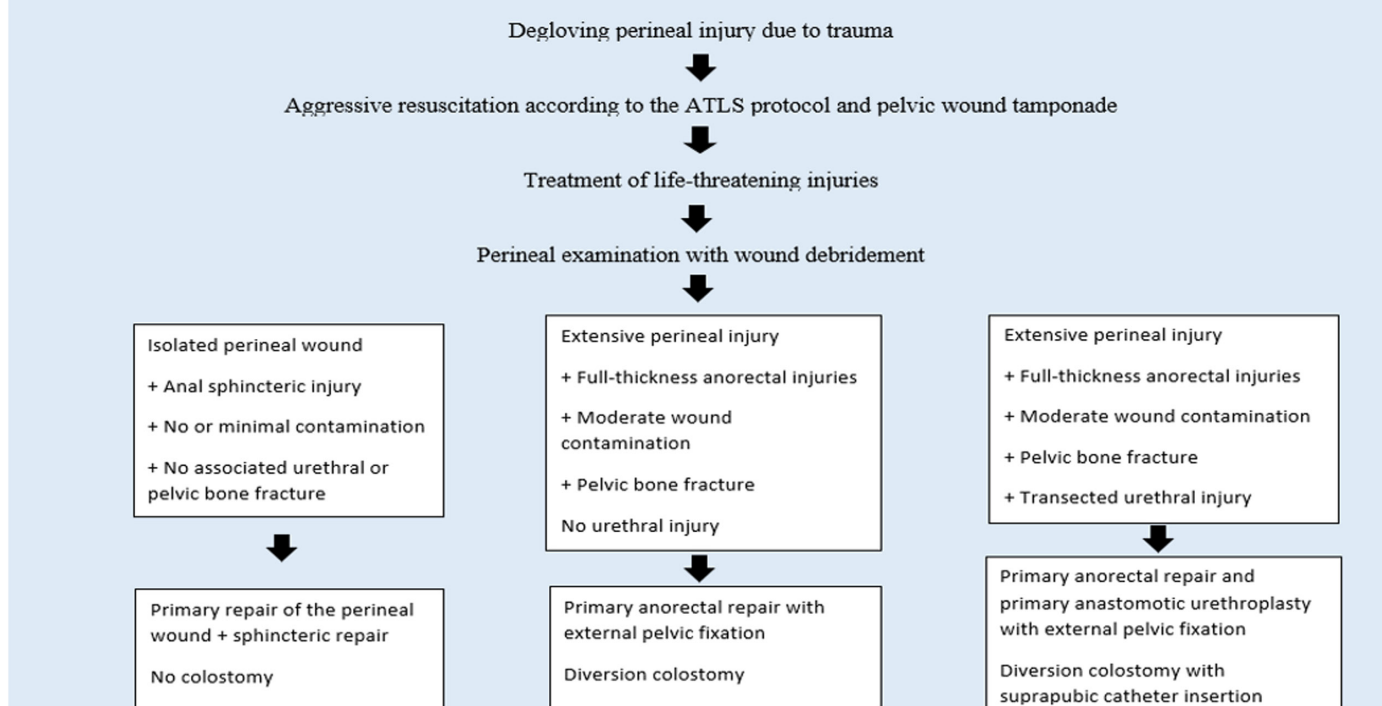 Degloving perineal injury due to trauma
Aggressive resuscitation according to the ATLS protocol and pelvic wound tamponade
Treatment of life-threatening injuries
Perineal examination with wound debridement
Isolated perineal wound
+ Anal sphincteric injury
+ No or minimal contamination
+ No associated urethral or
pelvic bone fracture
Extensive perineal injury
+ Full-thickness anorectal injuries
+ Moderate wound
contamination
+ Pelvic bone fracture
No urethral injury
Extensive perineal injury
+ Full-thickness anorectal injuries
+ Moderate wound contamination
+ Pelvic bone fracture
+ Transected urethral injury
Primary repair of the perineal
wound + sphincteric repair
No colostomy
Primary anorectal repair with
external pelvic fixation
Diversion colostomy
Primary anorectal repair and
primary anastomotic urethroplasty
with external pelvic fixation
Diversion colostomy with
suprapubic catheter insertion